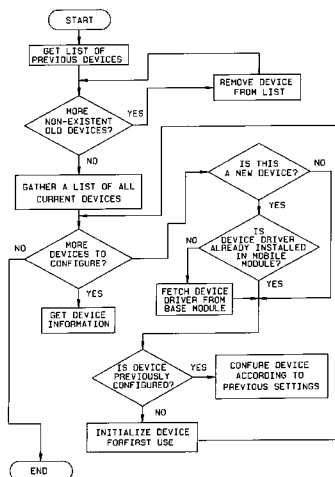 START
GET LIST OF
PREVIOUS DEVICES
REMOVE DEVICE
FROM LIST
MORE
NON-EXISTENT
OLD DEVICES?
YES
NO
GATHER A LIST OF ALL
CURRENT DEVICES
IS THIS
A NEW DEVICE?
NO
YES
NO
MORE
DEVICES TO
CONFIGURE?
YES
IS
DEVICE DRIVER
ALREADY INSTALLED
IN MOBILE
MODULE?
NO
YES
GET DEVICE
INFORMATION
FETCH DEVICE
DRIVER FROM
BASE MODULE
IS DEVICE
PREVIOUSLY
CONFIGURED?
YES
CONFURE DEVICE
ACCORDING TO
PREVIOUS SETTINGS
NO
INITIALIZE DEVICE
FORFIRST USE
END